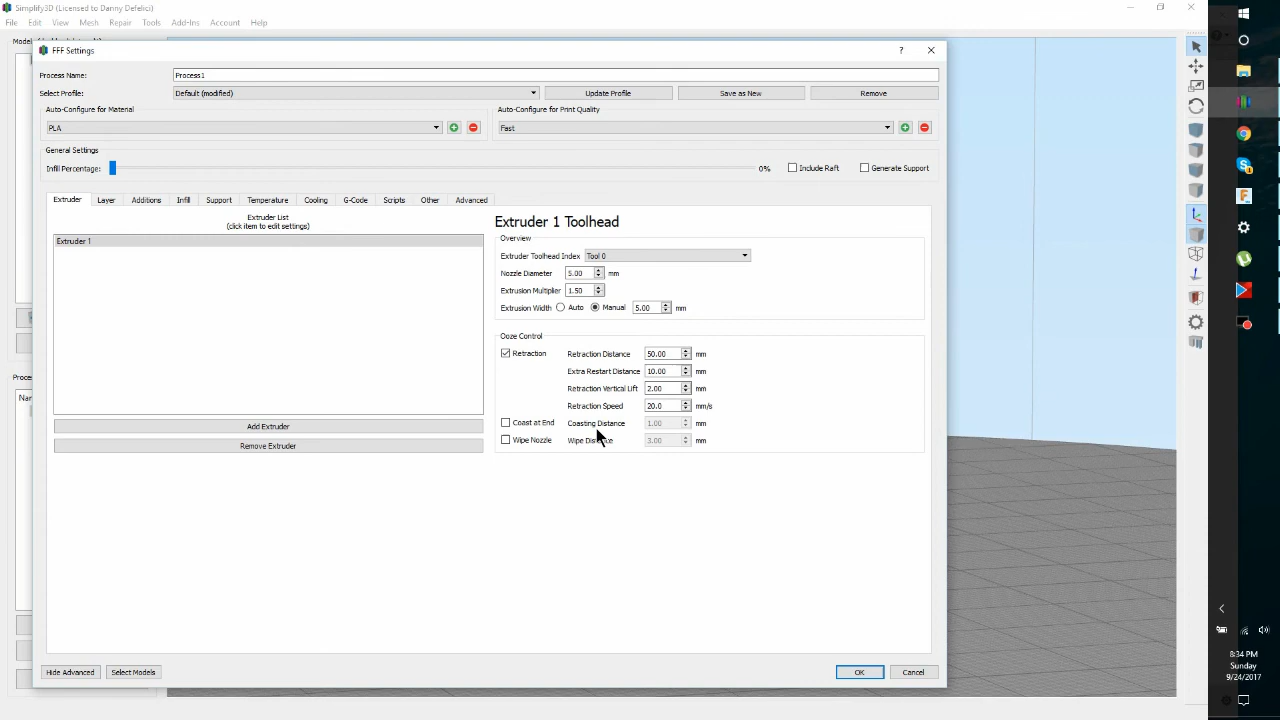 Simplify3D (Licensed to Danny Defelici)
File Edit View Mesh Repair Tools Add-Ins Account Help
FFF Settings
?
Process Name: Process1
Select Profile: Default (modified) Update Profile Save as New Remove
Auto-Configure for Material Auto-Configure for Print Quality
PLA Fast
General Settings
Infill Percentage: 0% Include Raft Generate Support
Extruder Layer Additions Infill Support Temperature Cooling G-Code Scripts Other Advanced
Extruder List
(click item to edit settings)
Extruder 1
Add Extruder
Remove Extruder
Extruder 1 Toolhead
Overview
Extruder Toolhead Index Tool 0
Nozzle Diameter 5.00 mm
Extrusion Multiplier 1.50
Extrusion Width Auto Manual 5.00 mm
Ooze Control
Retraction Retraction Distance 50.00 mm
Extra Restart Distance 10.00 mm
Retraction Vertical Lift 2.00 mm
Retraction Speed 20.0 mm/s
Coast at End Coasting Distance 1.00 mm
Wipe Nozzle Wipe 3.00 mm
Hide Advanced Select Models OK Cancel
8:34 PM
Sunday
9/24/2017